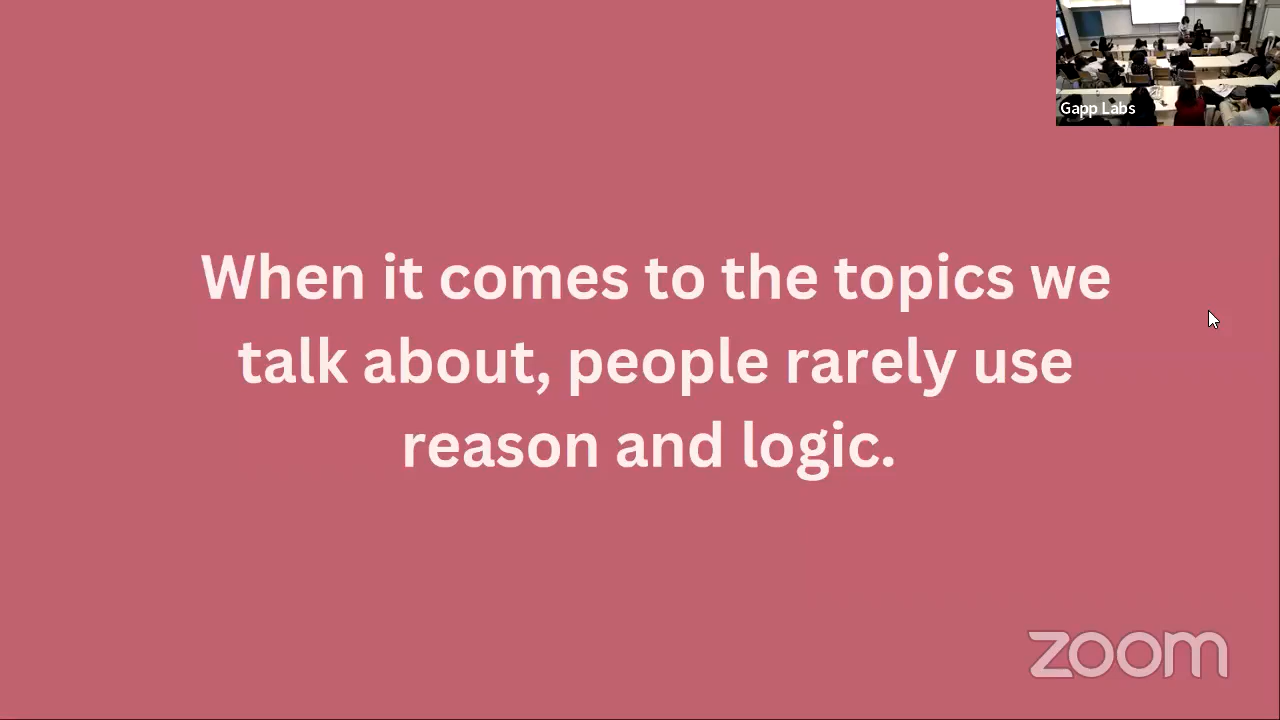 Gapp Labs
When it comes to the topics we
talk about, people rarely use
reason and logic.
zoom